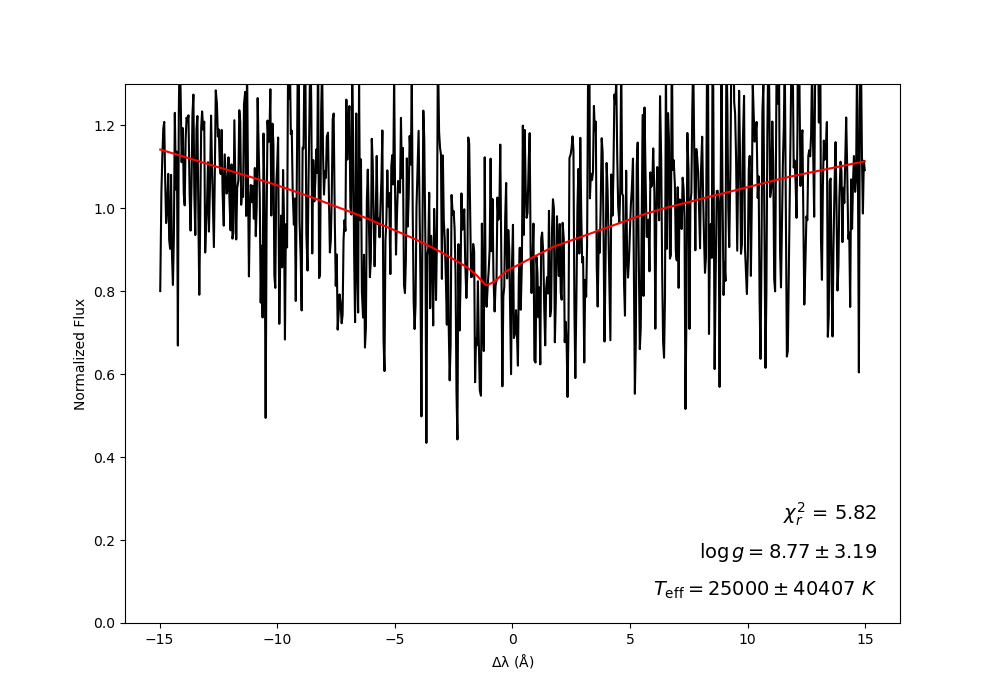 Normalized Flux
1.2
1.0
0.8
0.6
0.4
0.2
0.0
−15
−10
−5
0
5
10
15
Δλ (Å)
χ²ᵣ = 5.82
log g = 8.77 ± 3.19
T_eff = 25000 ± 40407 K